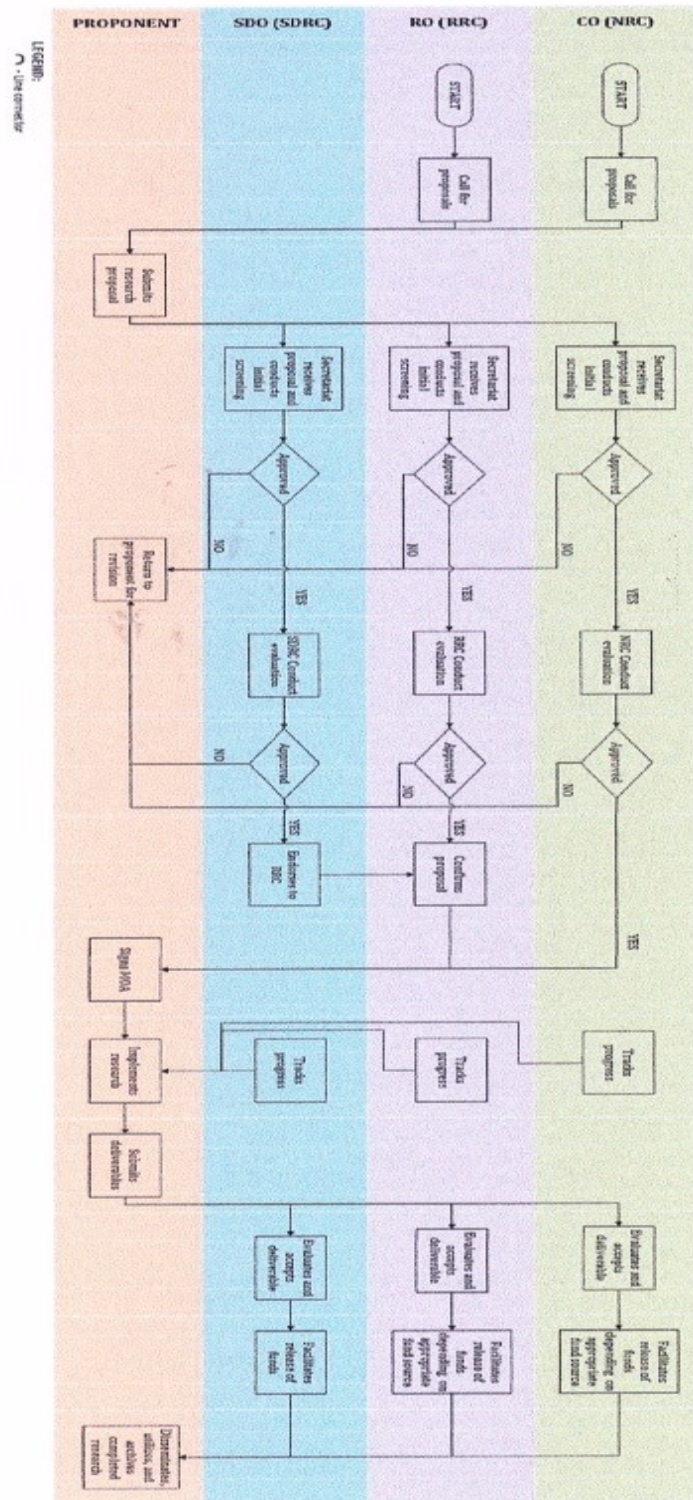 CO (NRC)
START
Call for
proposals
Secretariat
receives
proposal and
conducts
initial
screening
Approved
NO
YES
NRC Conduct
evaluation
Approved
NO
YES
Tracks
progress
Evaluates and
accepts
deliverable
Facilitates
release of
funds
depending on
appropriate
fund source
RO (RRC)
START
Call for
proposals
Secretariat
receives
proposal and
conducts
initial
screening
Approved
NO
YES
RRC Conduct
evaluation
Approved
NO
YES
Confirms
proposal
Tracks
progress
Evaluates and
accepts
deliverable
Facilitates
release of
funds
depending on
appropriate
fund source
SDO (SDRC)
Secretariat
receives
proposal and
conducts
initial
screening
Approved
NO
YES
SDRC Conduct
evaluation
Approved
NO
YES
Endorses to
RRC
Tracks
progress
Evaluates and
accepts
deliverable
Facilitates
release of
funds
PROPONENT
Submits
research
proposal
Return to
proponent for
revision
Signs MOA
Implements
research
Submits
deliverables
Disseminates,
utilizes, and
archives
completed
research
LEGEND:
- Line connector